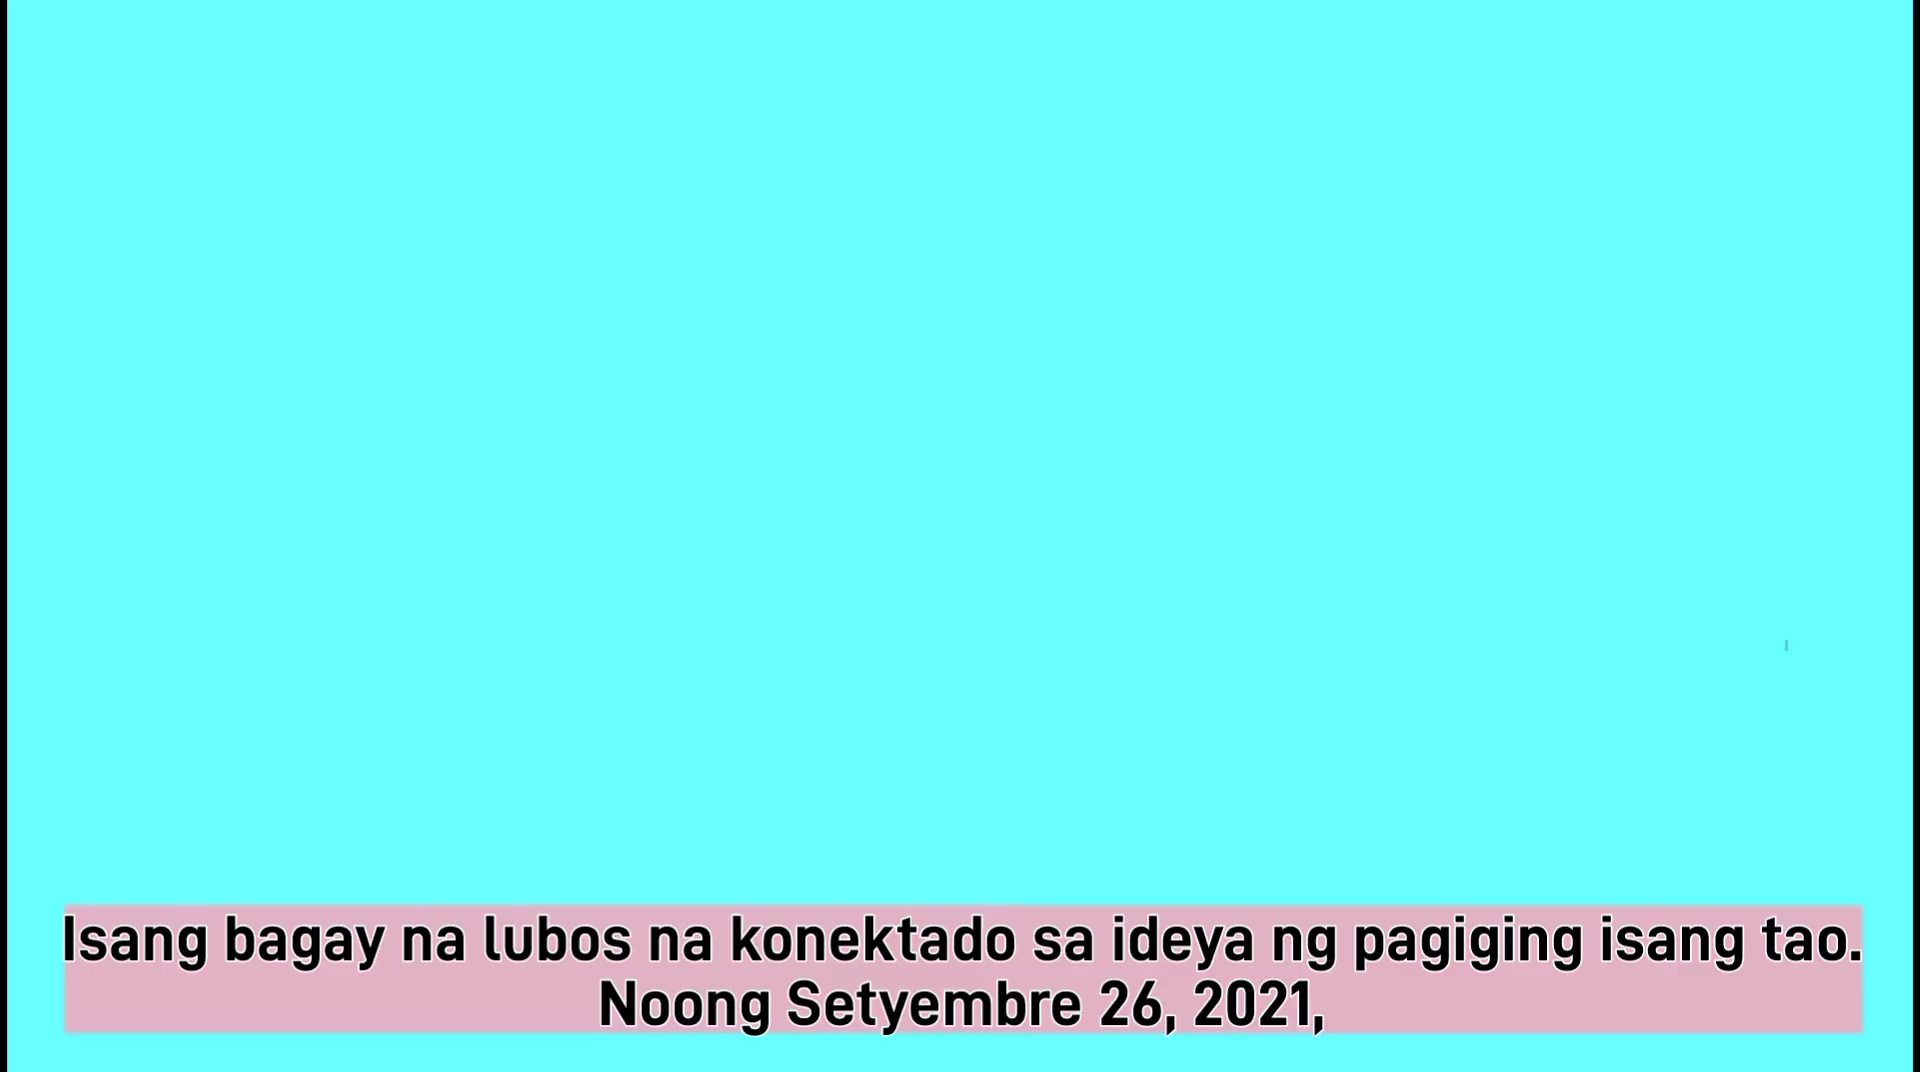 Isang bagay na lubos na konektado sa ideya ng pagiging isang tao.
Noong Setyembre 26, 2021,